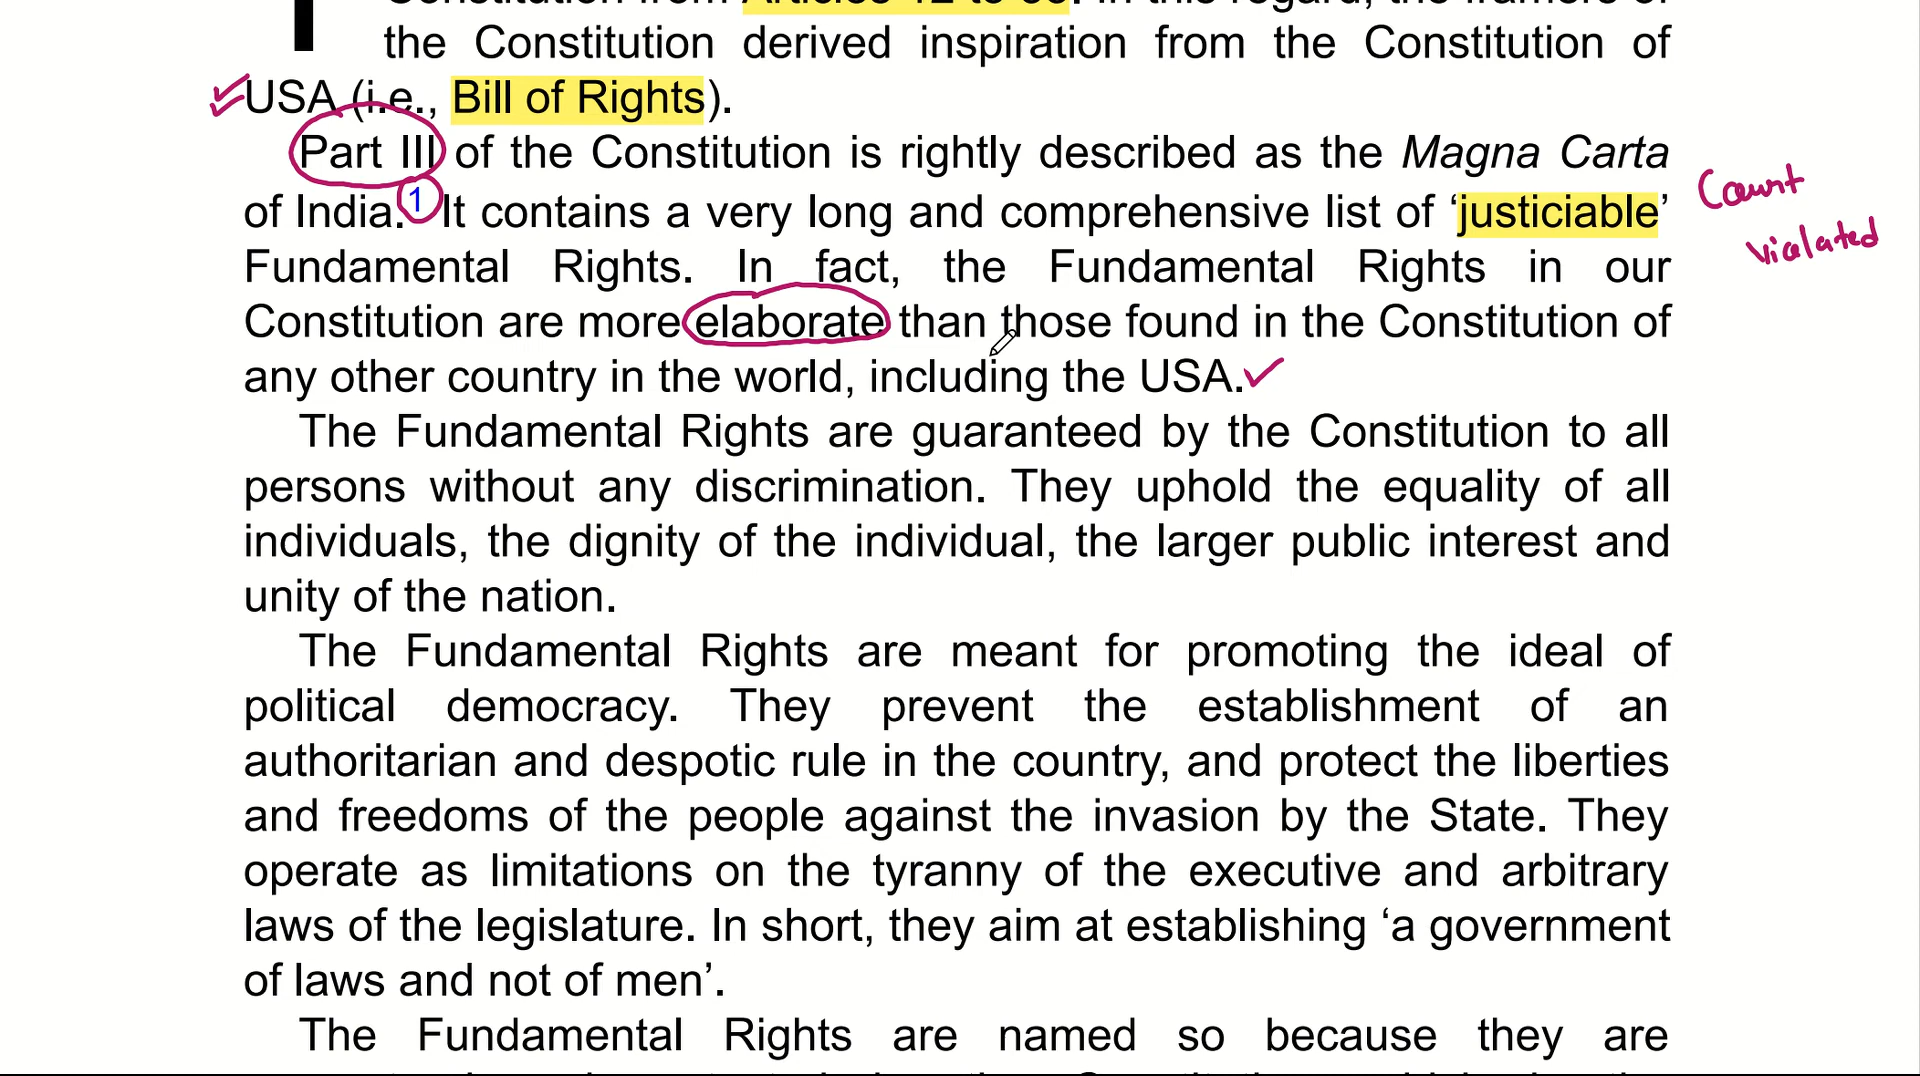 the Constitution derived inspiration from the Constitution of
USA (i.e., Bill of Rights).
Part III of the Constitution is rightly described as the Magna Carta
of India.1 It contains a very long and comprehensive list of ‘justiciable’
Court
Violated
Fundamental Rights. In fact, the Fundamental Rights in our
Constitution are more elaborate than those found in the Constitution of
any other country in the world, including the USA.
The Fundamental Rights are guaranteed by the Constitution to all
persons without any discrimination. They uphold the equality of all
individuals, the dignity of the individual, the larger public interest and
unity of the nation.
The Fundamental Rights are meant for promoting the ideal of
political democracy. They prevent the establishment of an
authoritarian and despotic rule in the country, and protect the liberties
and freedoms of the people against the invasion by the State. They
operate as limitations on the tyranny of the executive and arbitrary
laws of the legislature. In short, they aim at establishing ‘a government
of laws and not of men’.
The Fundamental Rights are named so because they are